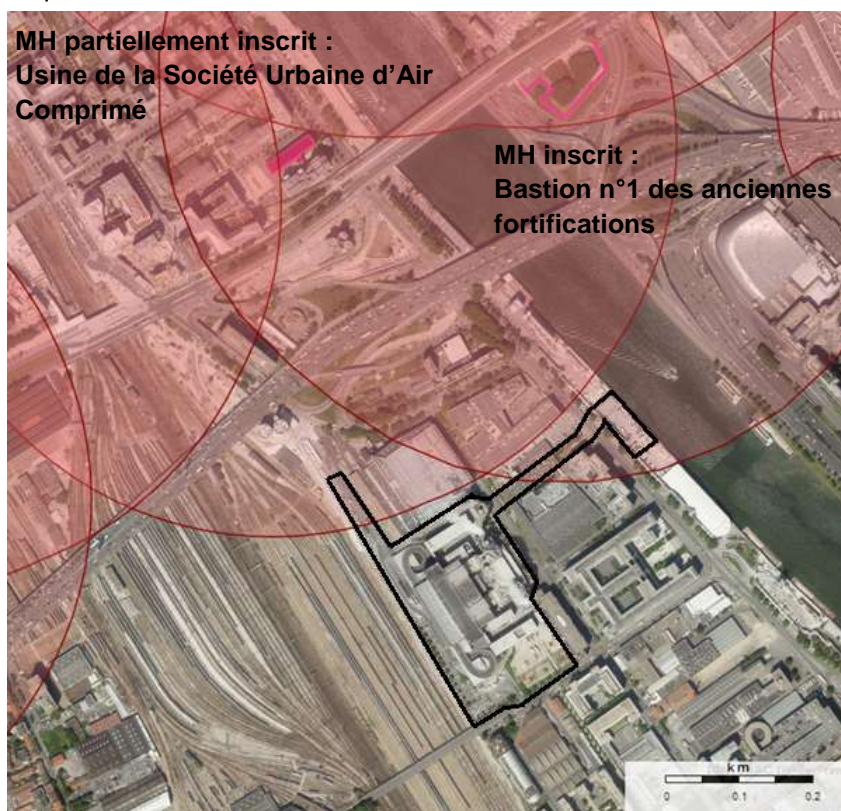 MH partiellement inscrit :
Usine de la Société Urbaine d’Air
Comprimé
MH inscrit :
Bastion n°1 des anciennes
fortifications
km
0 0.1 0.2